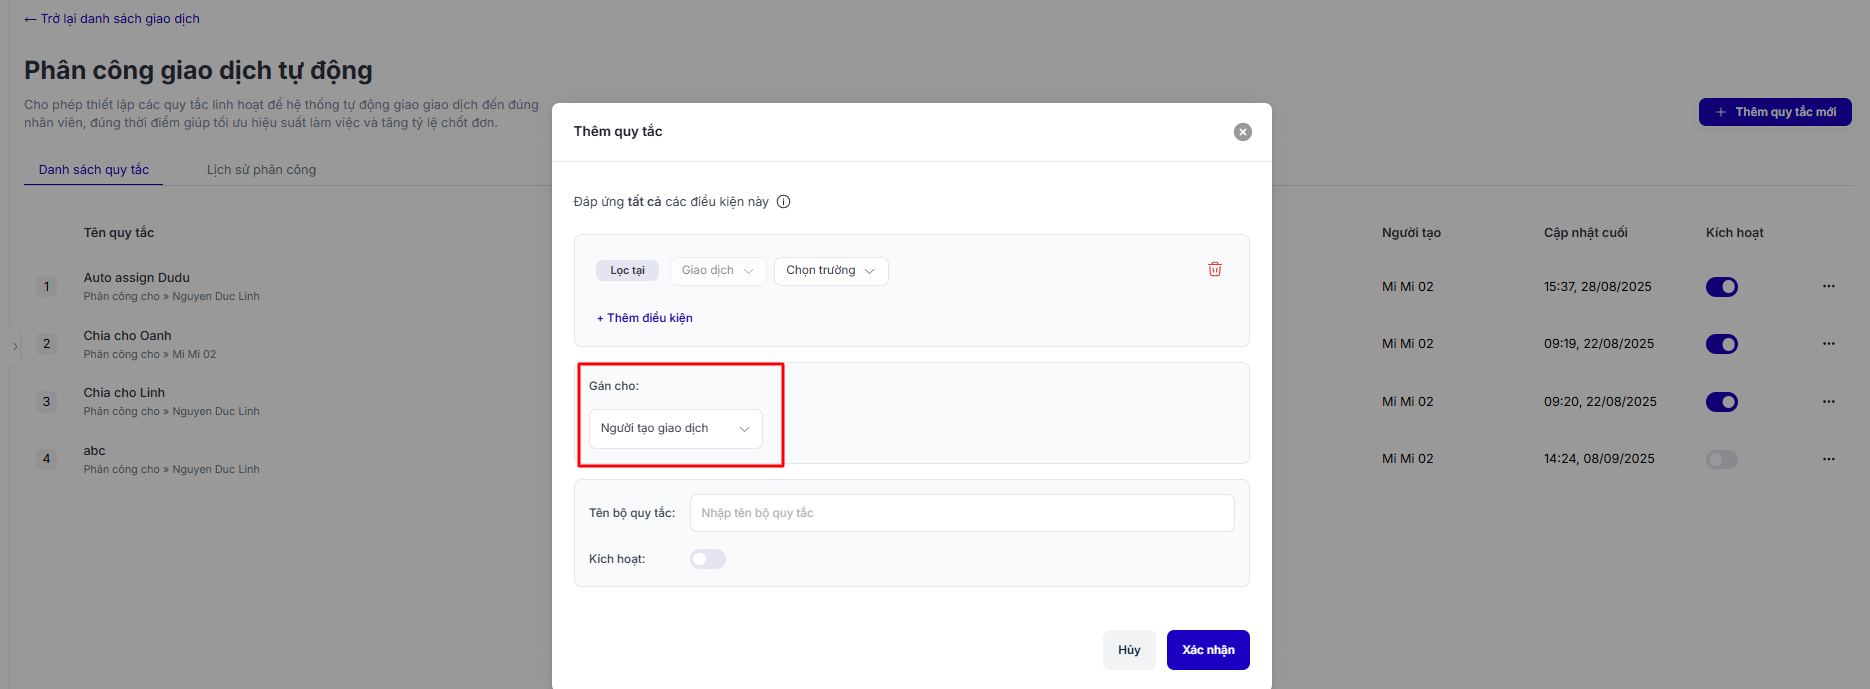 ← Trở lại danh sách giao dịch
Phân công giao dịch tự động
Cho phép thiết lập các quy tắc linh hoạt để hệ thống tự động giao giao dịch đến đúng
nhân viên, đúng thời điểm giúp tối ưu hiệu suất làm việc và tăng tỷ lệ chốt đơn.
+ Thêm quy tắc mới
Danh sách quy tắc
Lịch sử phân công
Tên quy tắc
Người tạo
Cập nhật cuối
Kích hoạt
1
Auto assign Dudu
Phân công cho » Nguyen Duc Linh
Mi Mi 02
15:37, 28/08/2025
2
Chia cho Oanh
Phân công cho » Mi Mi 02
Mi Mi 02
09:19, 22/08/2025
3
Chia cho Linh
Phân công cho » Nguyen Duc Linh
Mi Mi 02
09:20, 22/08/2025
4
abc
Phân công cho » Nguyen Duc Linh
Mi Mi 02
14:24, 08/09/2025
Thêm quy tắc
Đáp ứng tất cả các điều kiện này
Lọc tại
Giao dịch
Chọn trường
+ Thêm điều kiện
Gán cho:
Người tạo giao dịch
Tên bộ quy tắc:
Nhập tên bộ quy tắc
Kích hoạt:
Hủy
Xác nhận